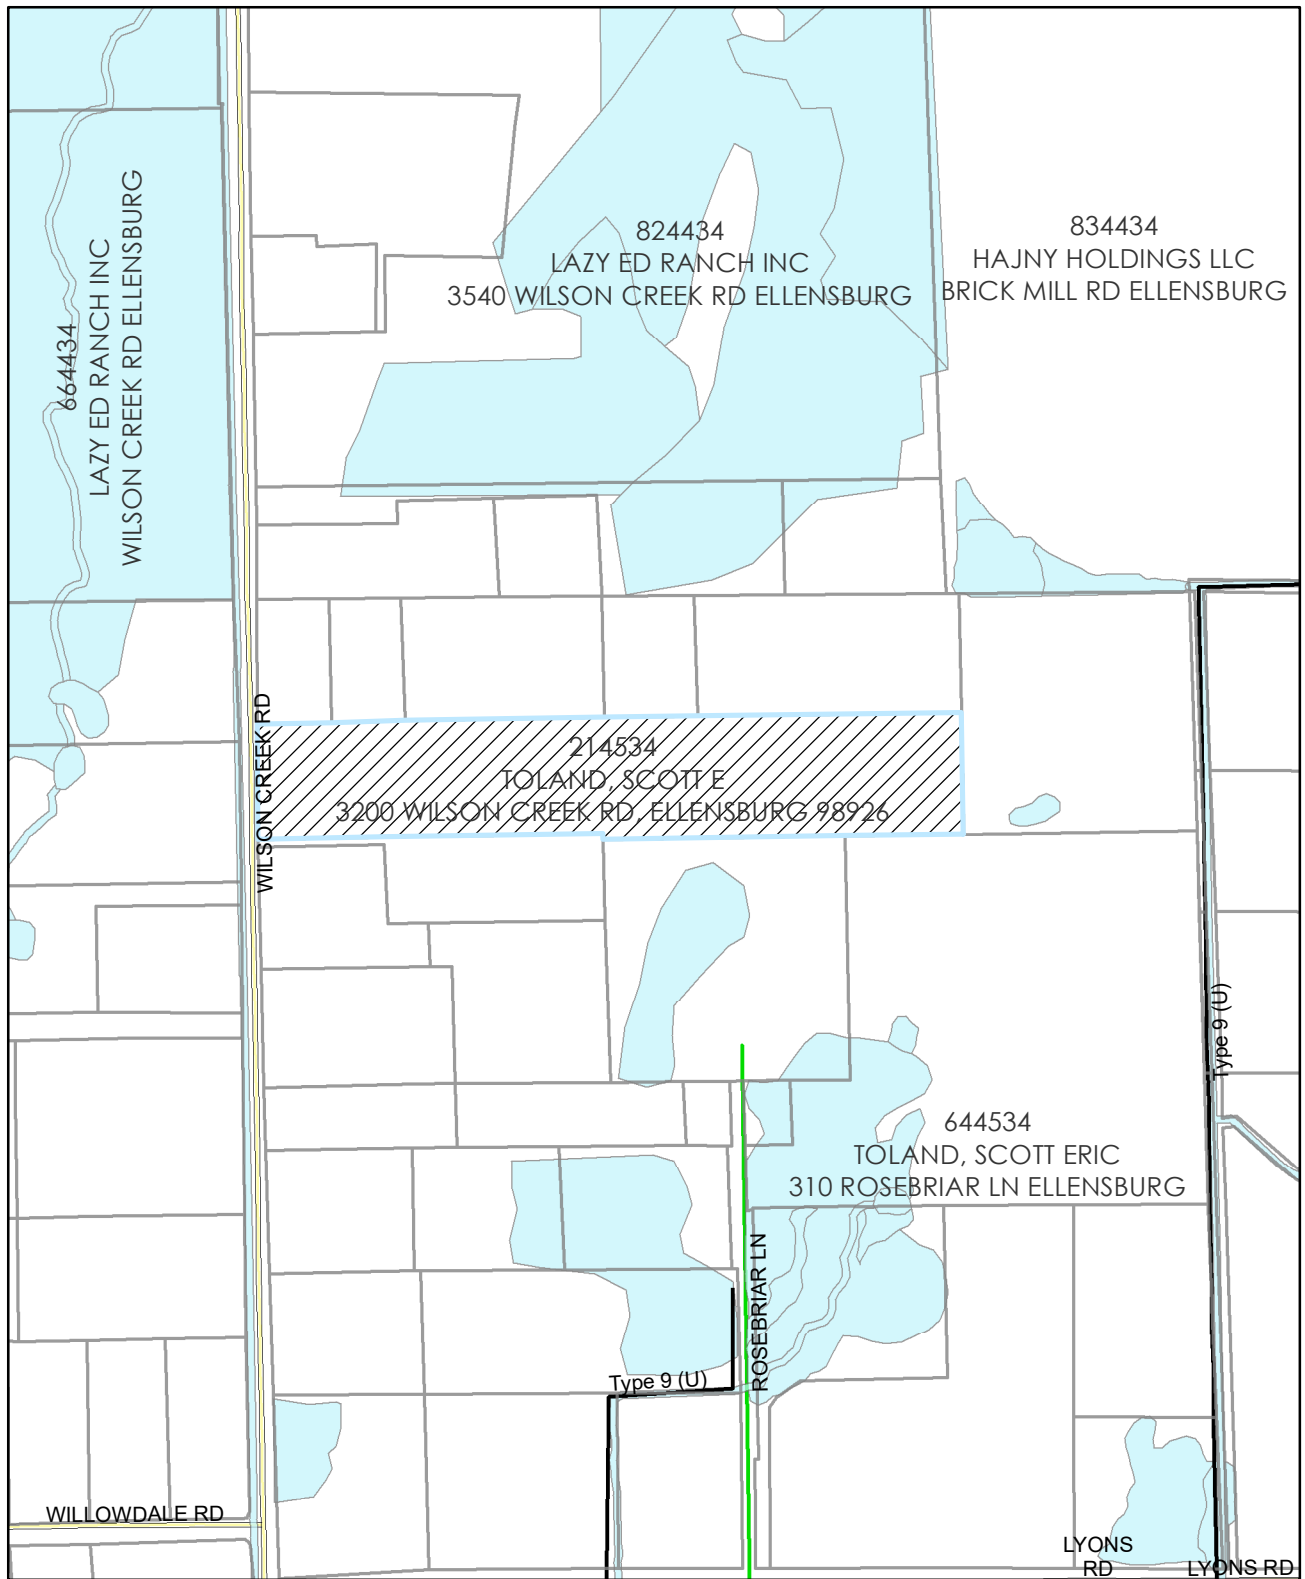 824434
LAZY ED RANCH INC
3540 WILSON CREEK RD ELLENSBURG
834434
HAJNY HOLDINGS LLC
BRICK MILL RD ELLENSBURG
664434
LAZY ED RANCH INC
WILSON CREEK RD ELLENSBURG
WILSON CREEK RD
214534
TOLAND, SCOTT E
3200 WILSON CREEK RD, ELLENSBURG 98926
Type 9 (U)
644534
TOLAND, SCOTT ERIC
310 ROSEBRIAR LN ELLENSBURG
ROSEBRIAR LN
Type 9 (U)
WILLOWDALE RD
LYONS
RD
LYONS RD